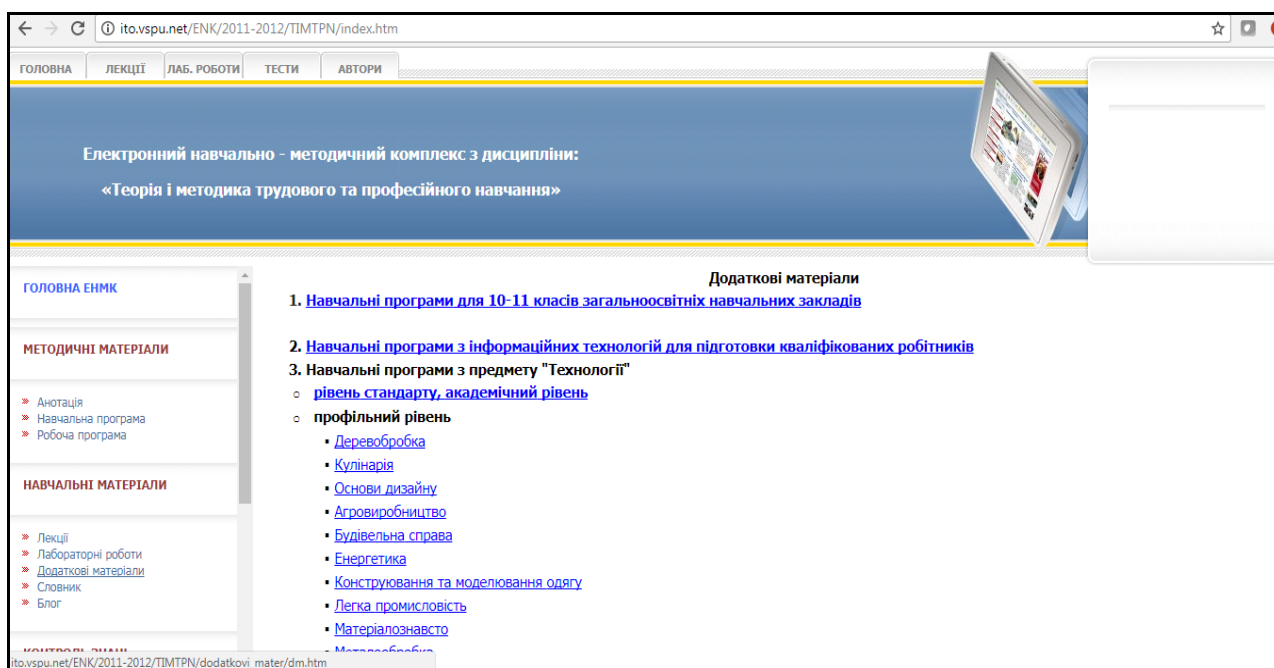 ito.vspu.net/ENK/2011-2012/TIMTPN/index.htm
ГОЛОВНА ЛЕКЦІЇ ЛАБ. РОБОТИ ТЕСТИ АВТОРИ
Електронний навчально - методичний комплекс з дисципліни:
«Теорія і методика трудового та професійного навчання»
ГОЛОВНА ЕНМК
МЕТОДИЧНІ МАТЕРІАЛИ
» Анотація
» Навчальна програма
» Робоча програма
НАВЧАЛЬНІ МАТЕРІАЛИ
» Лекції
» Лабораторні роботи
» Додаткові матеріали
» Словник
» Блог
КОНТРОЛЬ ЗНАНЬ
Додаткові матеріали
1. Навчальні програми для 10-11 класів загальноосвітніх навчальних закладів
2. Навчальні програми з інформаційних технологій для підготовки кваліфікованих робітників
3. Навчальні програми з предмету "Технології"
○ рівень стандарту, академічний рівень
○ профільний рівень
▪ Деревобробка
▪ Кулінарія
▪ Основи дизайну
▪ Агровиробництво
▪ Будівельна справа
▪ Енергетика
▪ Конструювання та моделювання одягу
▪ Легка промисловість
▪ Матеріалознавсто
▪ Металообробка
ito.vspu.net/ENK/2011-2012/TIMTPN/dodatkovi_mater/dm.htm